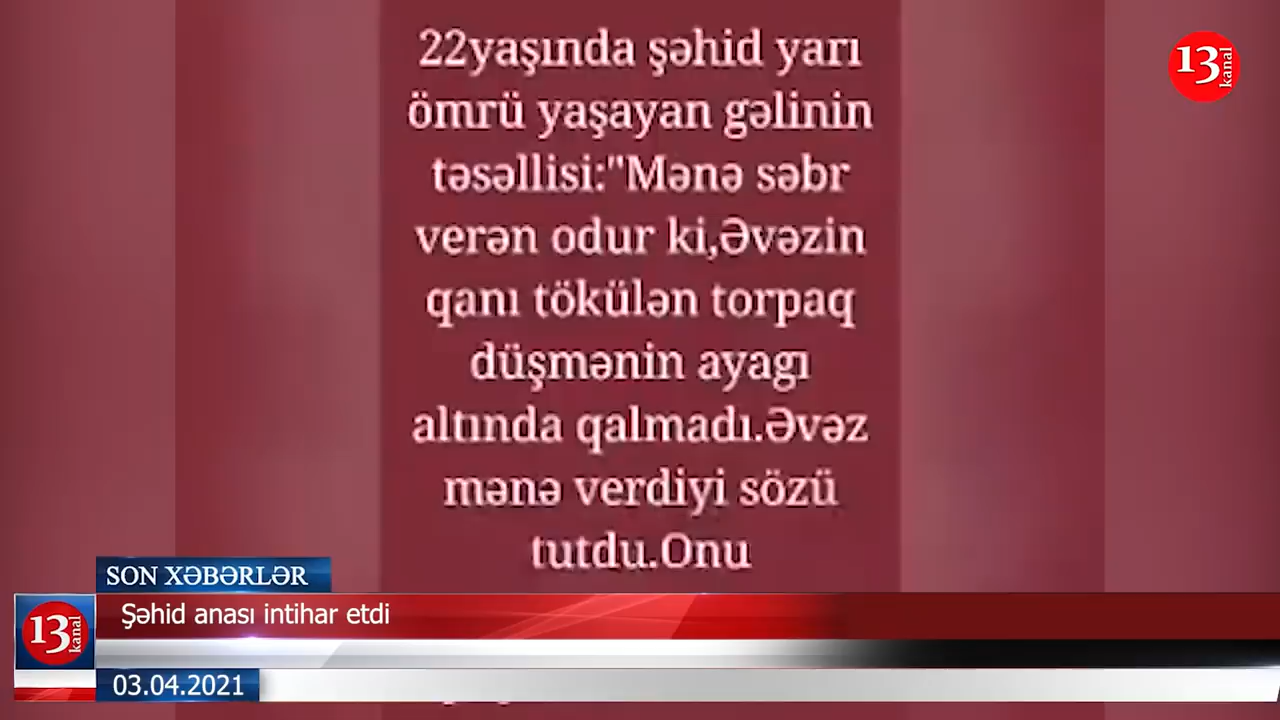 22yaşında şəhid yarı
ömrü yaşayan gəlinin
təsəllisi:"Mənə səbr
verən odur ki,Əvəzin
qanı tökülən torpaq
düşmənin ayagı
altında qalmadı.Əvəz
mənə verdiyi sözü
tutdu.Onu
13 kanal
SON XƏBƏRLƏR
Şəhid anası intihar etdi
13 kanal
03.04.2021